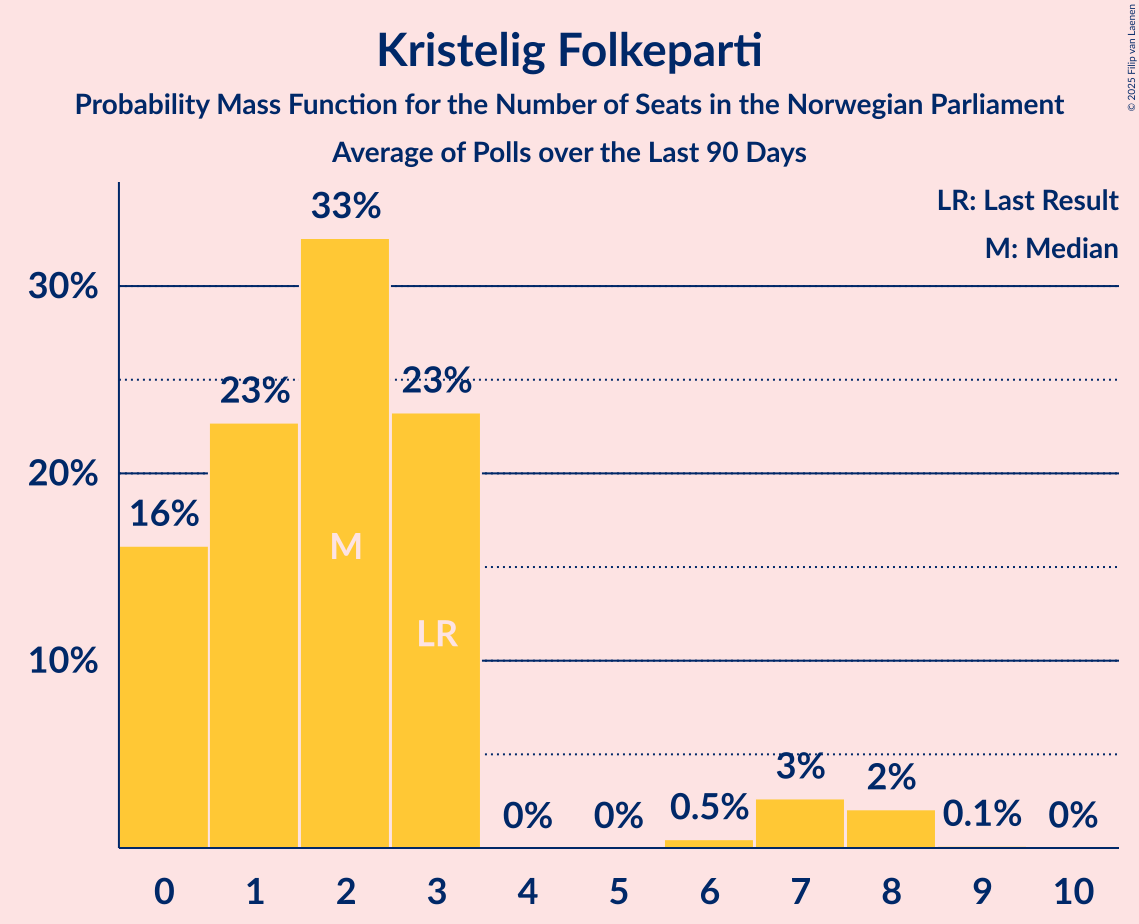 Kristelig Folkeparti
Probability Mass Function for the Number of Seats in the Norwegian Parliament
Average of Polls over the Last 90 Days
© 2025 Filip van Laenen
LR: Last Result
M: Median
30%
20%
10%
16%
23%
33%
23%
0%
0%
0.5%
3%
2%
0.1%
0%
M
LR
0 1 2 3 4 5 6 7 8 9 10